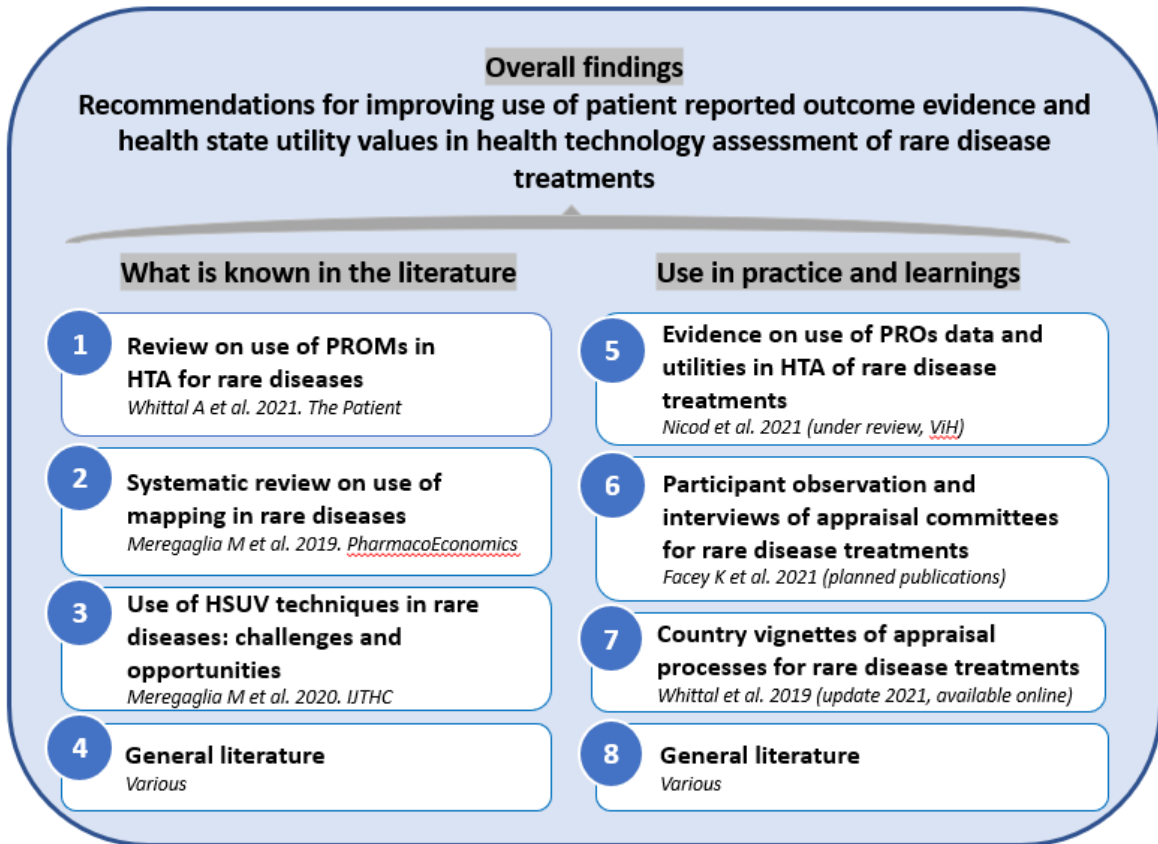 Overall findings
Recommendations for improving use of patient reported outcome evidence and
health state utility values in health technology assessment of rare disease
treatments
What is known in the literature
1
Review on use of PROMs in
HTA for rare diseases
Whittal A et al. 2021. The Patient
2
Systematic review on use of
mapping in rare diseases
Meregaglia M et al. 2019. PharmacoEconomics
3
Use of HSUV techniques in rare
diseases: challenges and
opportunities
Meregaglia M et al. 2020. IJTHC
4
General literature
Various
Use in practice and learnings
5
Evidence on use of PROs data and
utilities in HTA of rare disease
treatments
Nicod et al. 2021 (under review, ViH)
6
Participant observation and
interviews of appraisal committees
for rare disease treatments
Facey K et al. 2021 (planned publications)
7
Country vignettes of appraisal
processes for rare disease treatments
Whittal et al. 2019 (update 2021, available online)
8
General literature
Various